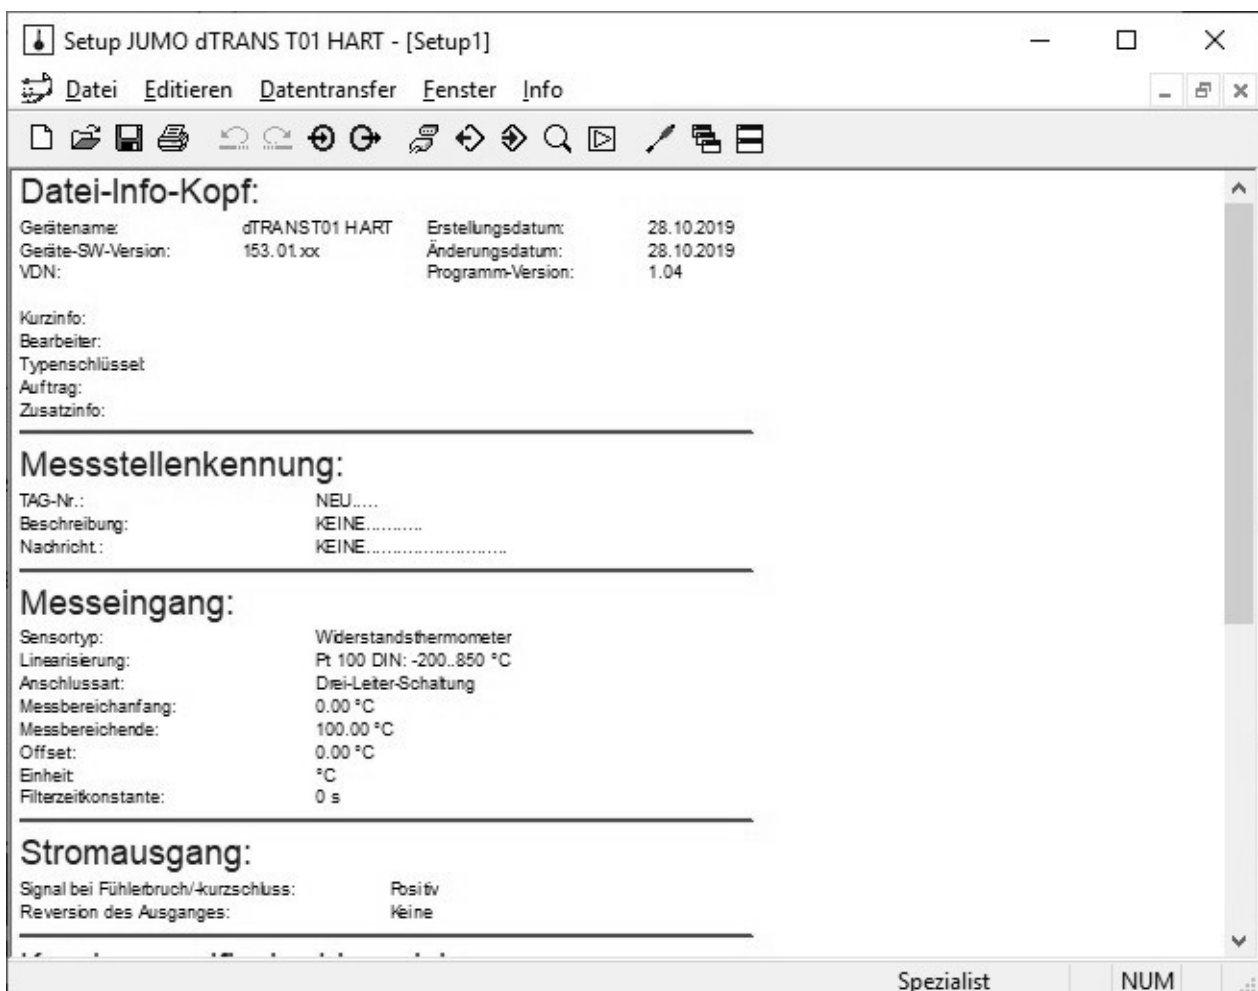 Setup JUMO dTRANS T01 HART - [Setup1]
Datei Editieren Datentransfer Fenster Info
Datei-Info-Kopf:
Gerätename: dTRANS T01 HART Erstellungsdatum: 28.10.2019
Geräte-SW-Version: 153.01.xx Änderungsdatum: 28.10.2019
VDN: Programm-Version: 1.04
Kurzinfo:
Bearbeiter:
Typenschlüssel:
Auftrag:
Zusatzinfo:
Messstellenkennung:
TAG-Nr.: NEU.....
Beschreibung: KEINE...........
Nachricht.: KEINE...........................
Messeingang:
Sensortyp: Widerstandsthermometer
Linearisierung: Pt 100 DIN: -200..850 °C
Anschlussart: Drei-Leiter-Schaltung
Messbereichanfang: 0.00 °C
Messbereichende: 100.00 °C
Offset: 0.00 °C
Einheit: °C
Filterzeitkonstante: 0 s
Stromausgang:
Signal bei Fühlerbruch/-kurzschluss: Positiv
Reversion des Ausganges: Keine
Spezialist NUM